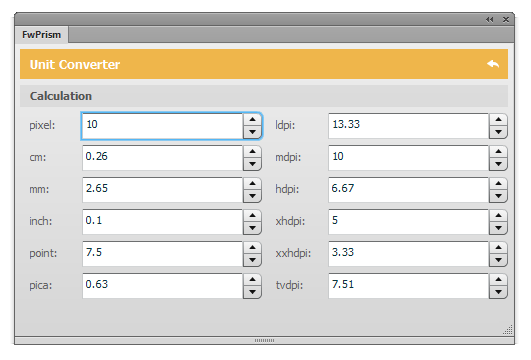 FwPrism
Unit Converter
Calculation
pixel: 10 ldpi: 13.33
cm: 0.26 mdpi: 10
mm: 2.65 hdpi: 6.67
inch: 0.1 xhdpi: 5
point: 7.5 xxhdpi: 3.33
pica: 0.63 tvdpi: 7.51